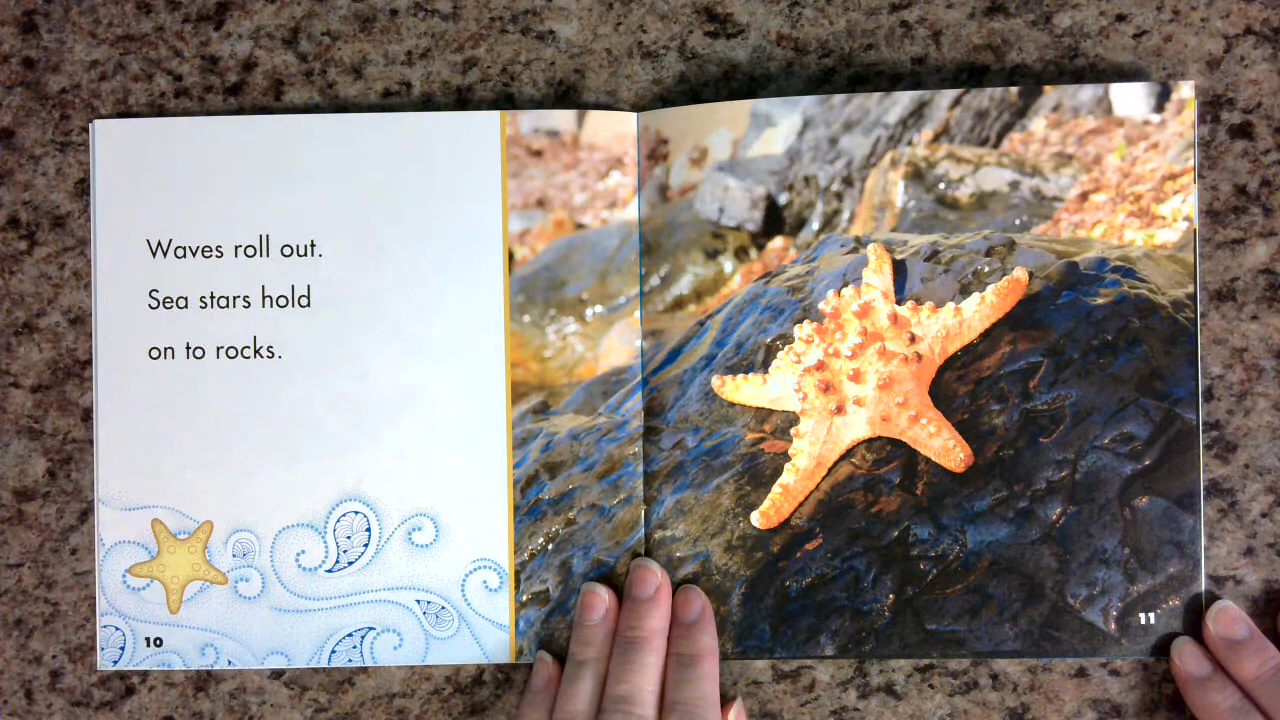 Waves roll out.
Sea stars hold
on to rocks.
10
11